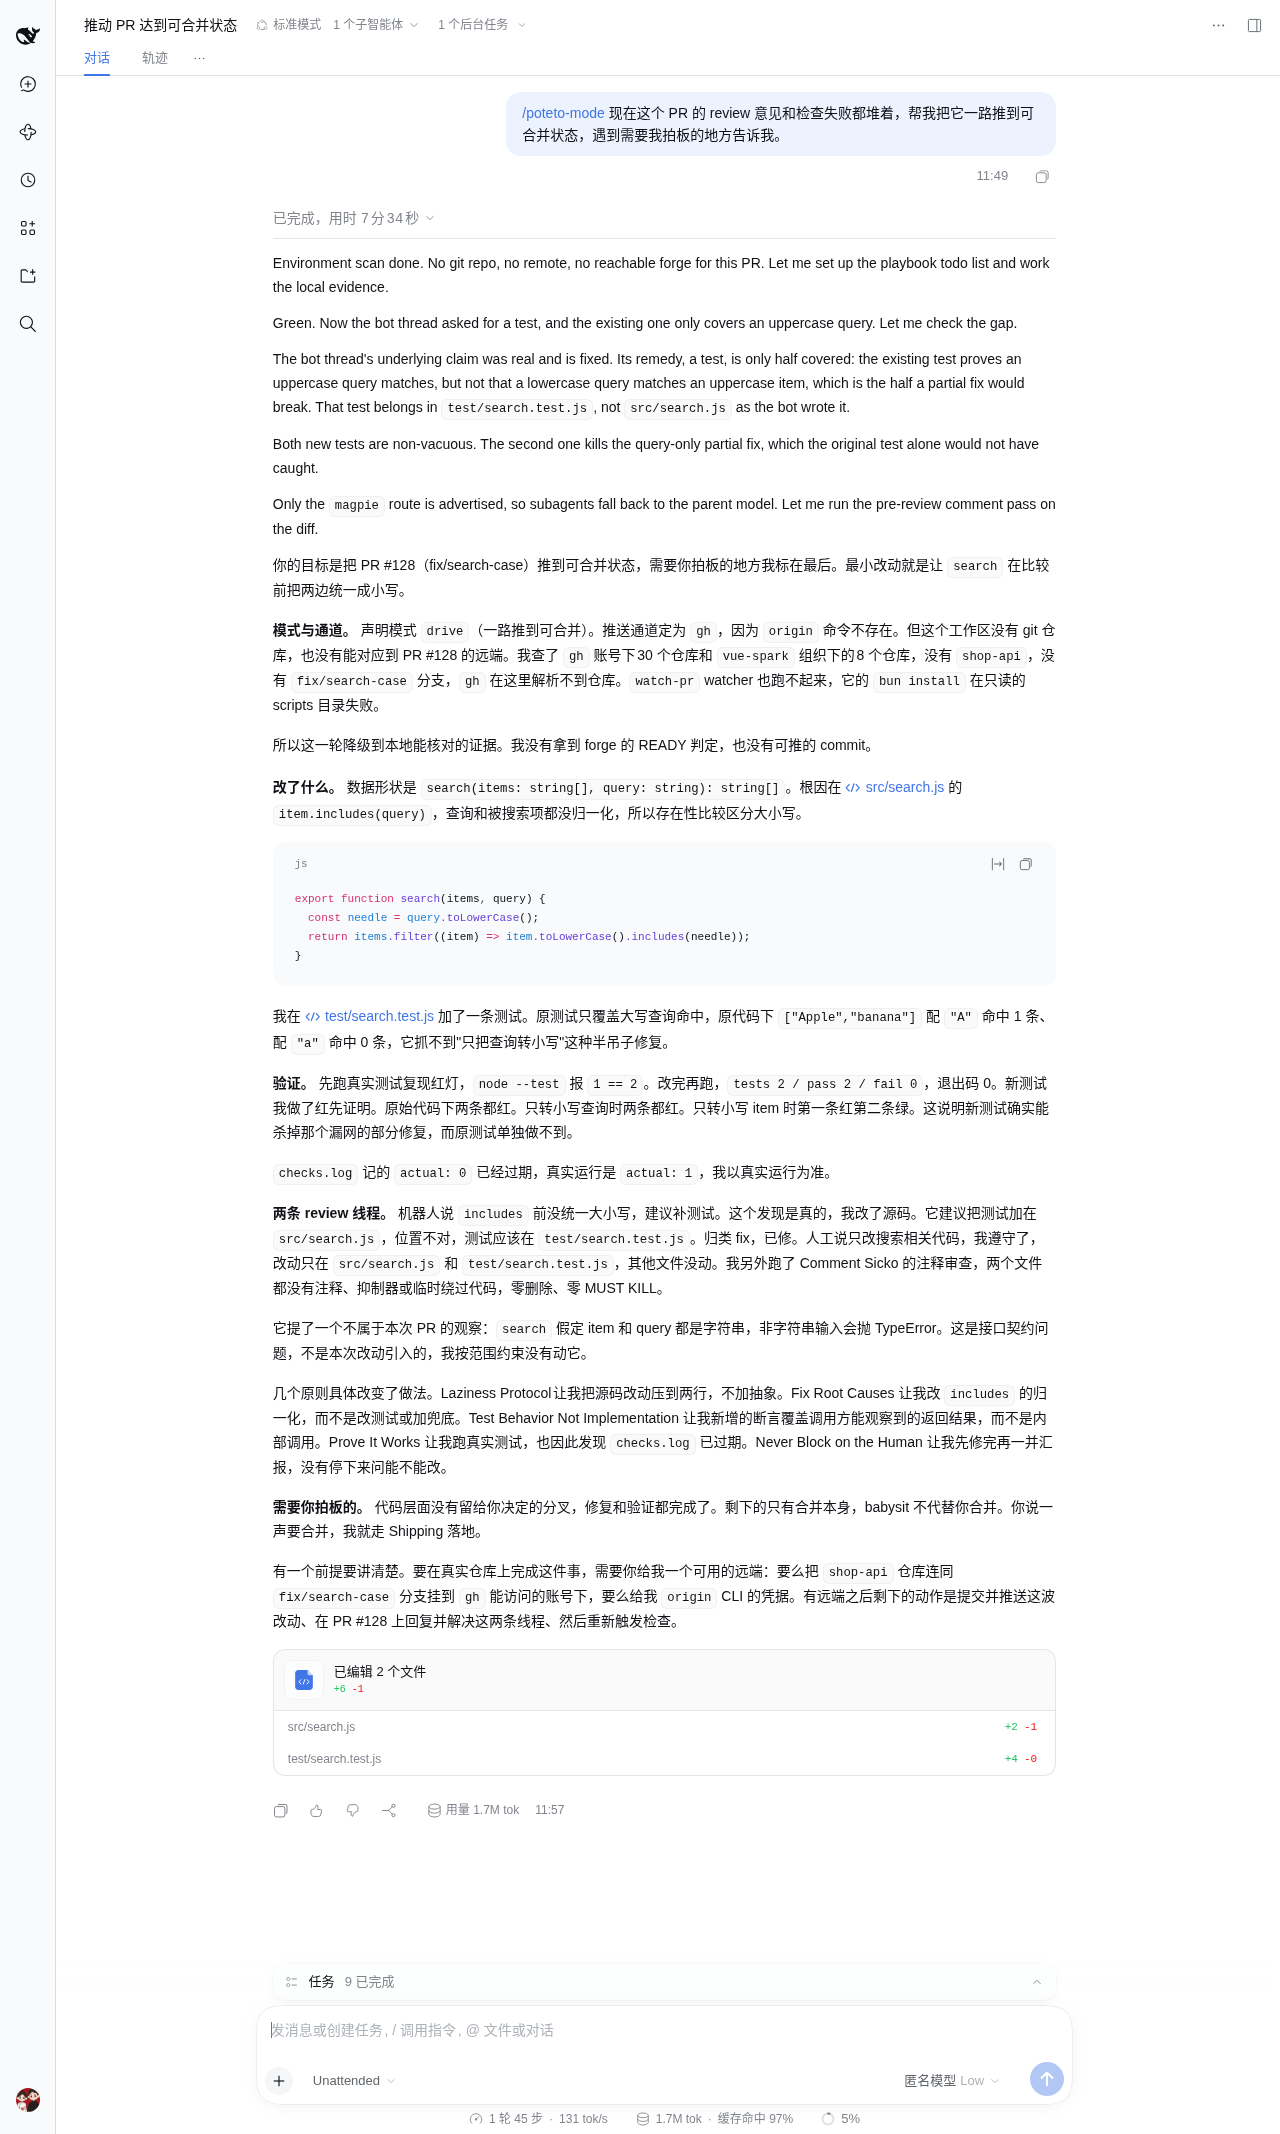 推动 PR 达到可合并状态 标准模式 1 个子智能体 1 个后台任务
对话 轨迹
/poteto-mode 现在这个 PR 的 review 意见和检查失败都堆着，帮我把它一路推到可
合并状态，遇到需要我拍板的地方告诉我。
11:49
已完成，用时 7分34秒
Environment scan done. No git repo, no remote, no reachable forge for this PR. Let me set up the playbook todo list and work
the local evidence.
Green. Now the bot thread asked for a test, and the existing one only covers an uppercase query. Let me check the gap.
The bot thread's underlying claim was real and is fixed. Its remedy, a test, is only half covered: the existing test proves an
uppercase query matches, but not that a lowercase query matches an uppercase item, which is the half a partial fix would
break. That test belongs in test/search.test.js, not src/search.js as the bot wrote it.
Both new tests are non-vacuous. The second one kills the query-only partial fix, which the original test alone would not have
caught.
Only the magpie route is advertised, so subagents fall back to the parent model. Let me run the pre-review comment pass on
the diff.
你的目标是把 PR #128（fix/search-case）推到可合并状态，需要你拍板的地方我标在最后。最小改动就是让 search 在比较
前把两边统一成小写。
模式与通道。 声明模式 drive（一路推到可合并）。推送通道定为 gh，因为 origin 命令不存在。但这个工作区没有 git 仓
库，也没有能对应到 PR #128 的远端。我查了 gh 账号下30 个仓库和 vue-spark 组织下的8 个仓库，没有 shop-api，没
有 fix/search-case 分支，gh 在这里解析不到仓库。watch-pr watcher 也跑不起来，它的 bun install 在只读的
scripts 目录失败。
所以这一轮降级到本地能核对的证据。我没有拿到 forge 的 READY 判定，也没有可推的 commit。
改了什么。 数据形状是 search(items: string[], query: string): string[]。根因在 src/search.js 的
item.includes(query)，查询和被搜索项都没归一化，所以存在性比较区分大小写。
js
export function search(items, query) {
  const needle = query.toLowerCase();
  return items.filter((item) => item.toLowerCase().includes(needle));
}
我在 test/search.test.js 加了一条测试。原测试只覆盖大写查询命中，原代码下 ["Apple","banana"] 配 "A" 命中 1 条、
配 "a" 命中 0 条，它抓不到"只把查询转小写"这种半吊子修复。
验证。 先跑真实测试复现红灯，node --test 报 1 == 2。改完再跑，tests 2 / pass 2 / fail 0，退出码 0。新测试
我做了红先证明。原始代码下两条都红。只转小写查询时两条都红。只转小写 item 时第一条红第二条绿。这说明新测试确实能
杀掉那个漏网的部分修复，而原测试单独做不到。
checks.log 记的 actual: 0 已经过期，真实运行是 actual: 1，我以真实运行为准。
两条 review 线程。 机器人说 includes 前没统一大小写，建议补测试。这个发现是真的，我改了源码。它建议把测试加在
src/search.js，位置不对，测试应该在 test/search.test.js。归类 fix，已修。人工说只改搜索相关代码，我遵守了，
改动只在 src/search.js 和 test/search.test.js，其他文件没动。我另外跑了 Comment Sicko 的注释审查，两个文件
都没有注释、抑制器或临时绕过代码，零删除、零 MUST KILL。
它提了一个不属于本次 PR 的观察：search 假定 item 和 query 都是字符串，非字符串输入会抛 TypeError。这是接口契约问
题，不是本次改动引入的，我按范围约束没有动它。
几个原则具体改变了做法。Laziness Protocol让我把源码改动压到两行，不加抽象。Fix Root Causes 让我改 includes 的归
一化，而不是改测试或加兜底。Test Behavior Not Implementation 让我新增的断言覆盖调用方能观察到的返回结果，而不是内
部调用。Prove It Works 让我跑真实测试，也因此发现 checks.log 已过期。Never Block on the Human 让我先修完再一并汇
报，没有停下来问能不能改。
需要你拍板的。 代码层面没有留给你决定的分叉，修复和验证都完成了。剩下的只有合并本身，babysit 不代替你合并。你说一
声要合并，我就走 Shipping 落地。
有一个前提要讲清楚。要在真实仓库上完成这件事，需要你给我一个可用的远端：要么把 shop-api 仓库连同
fix/search-case 分支挂到 gh 能访问的账号下，要么给我 origin CLI 的凭据。有远端之后剩下的动作是提交并推送这波
改动、在 PR #128 上回复并解决这两条线程、然后重新触发检查。
已编辑 2 个文件
+6 -1
src/search.js +2 -1
test/search.test.js +4 -0
用量 1.7M tok 11:57
任务 9 已完成
发消息或创建任务, / 调用指令, @ 文件或对话
Unattended 匿名模型 Low
1 轮 45 步 · 131 tok/s 1.7M tok · 缓存命中 97% 5%